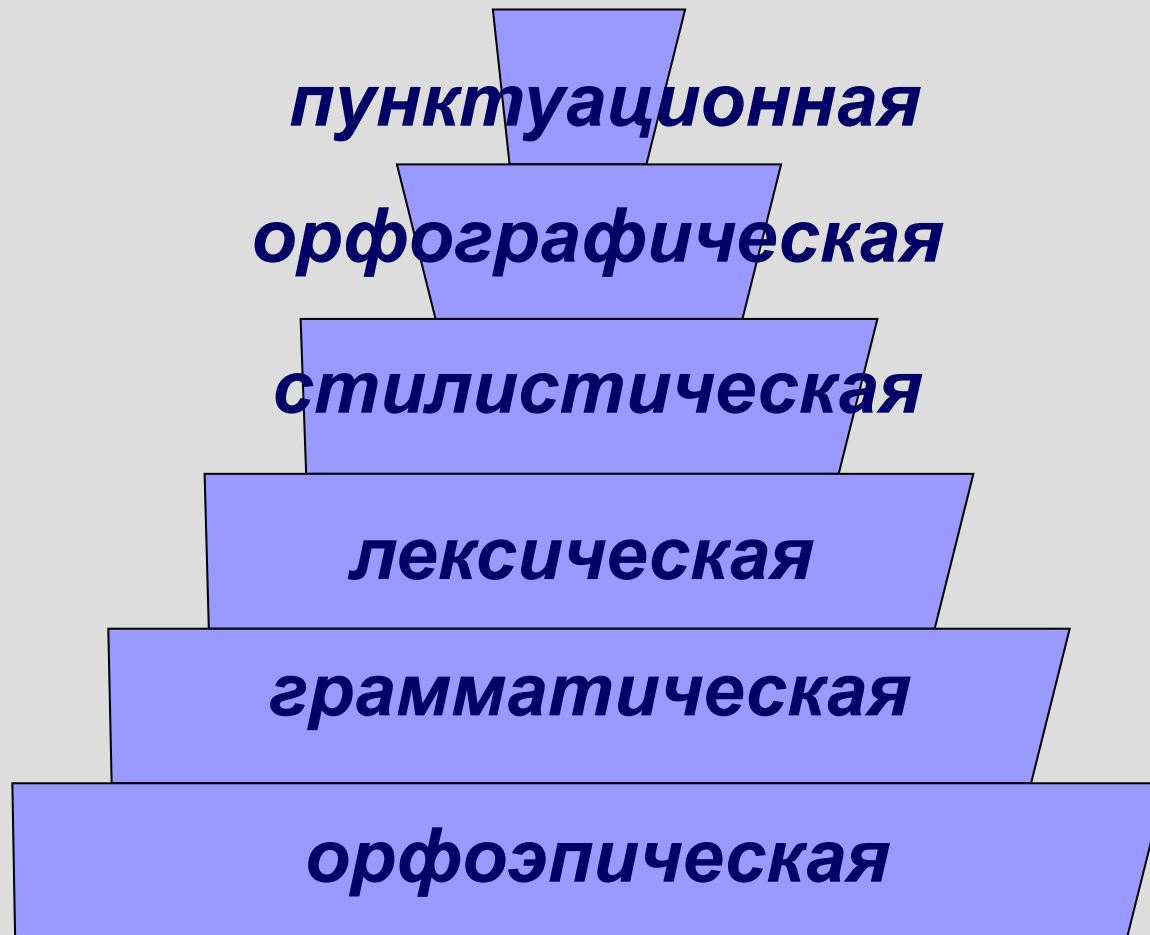 пунктуационная
орфографическая
стилистическая
лексическая
грамматическая
орфоэпическая